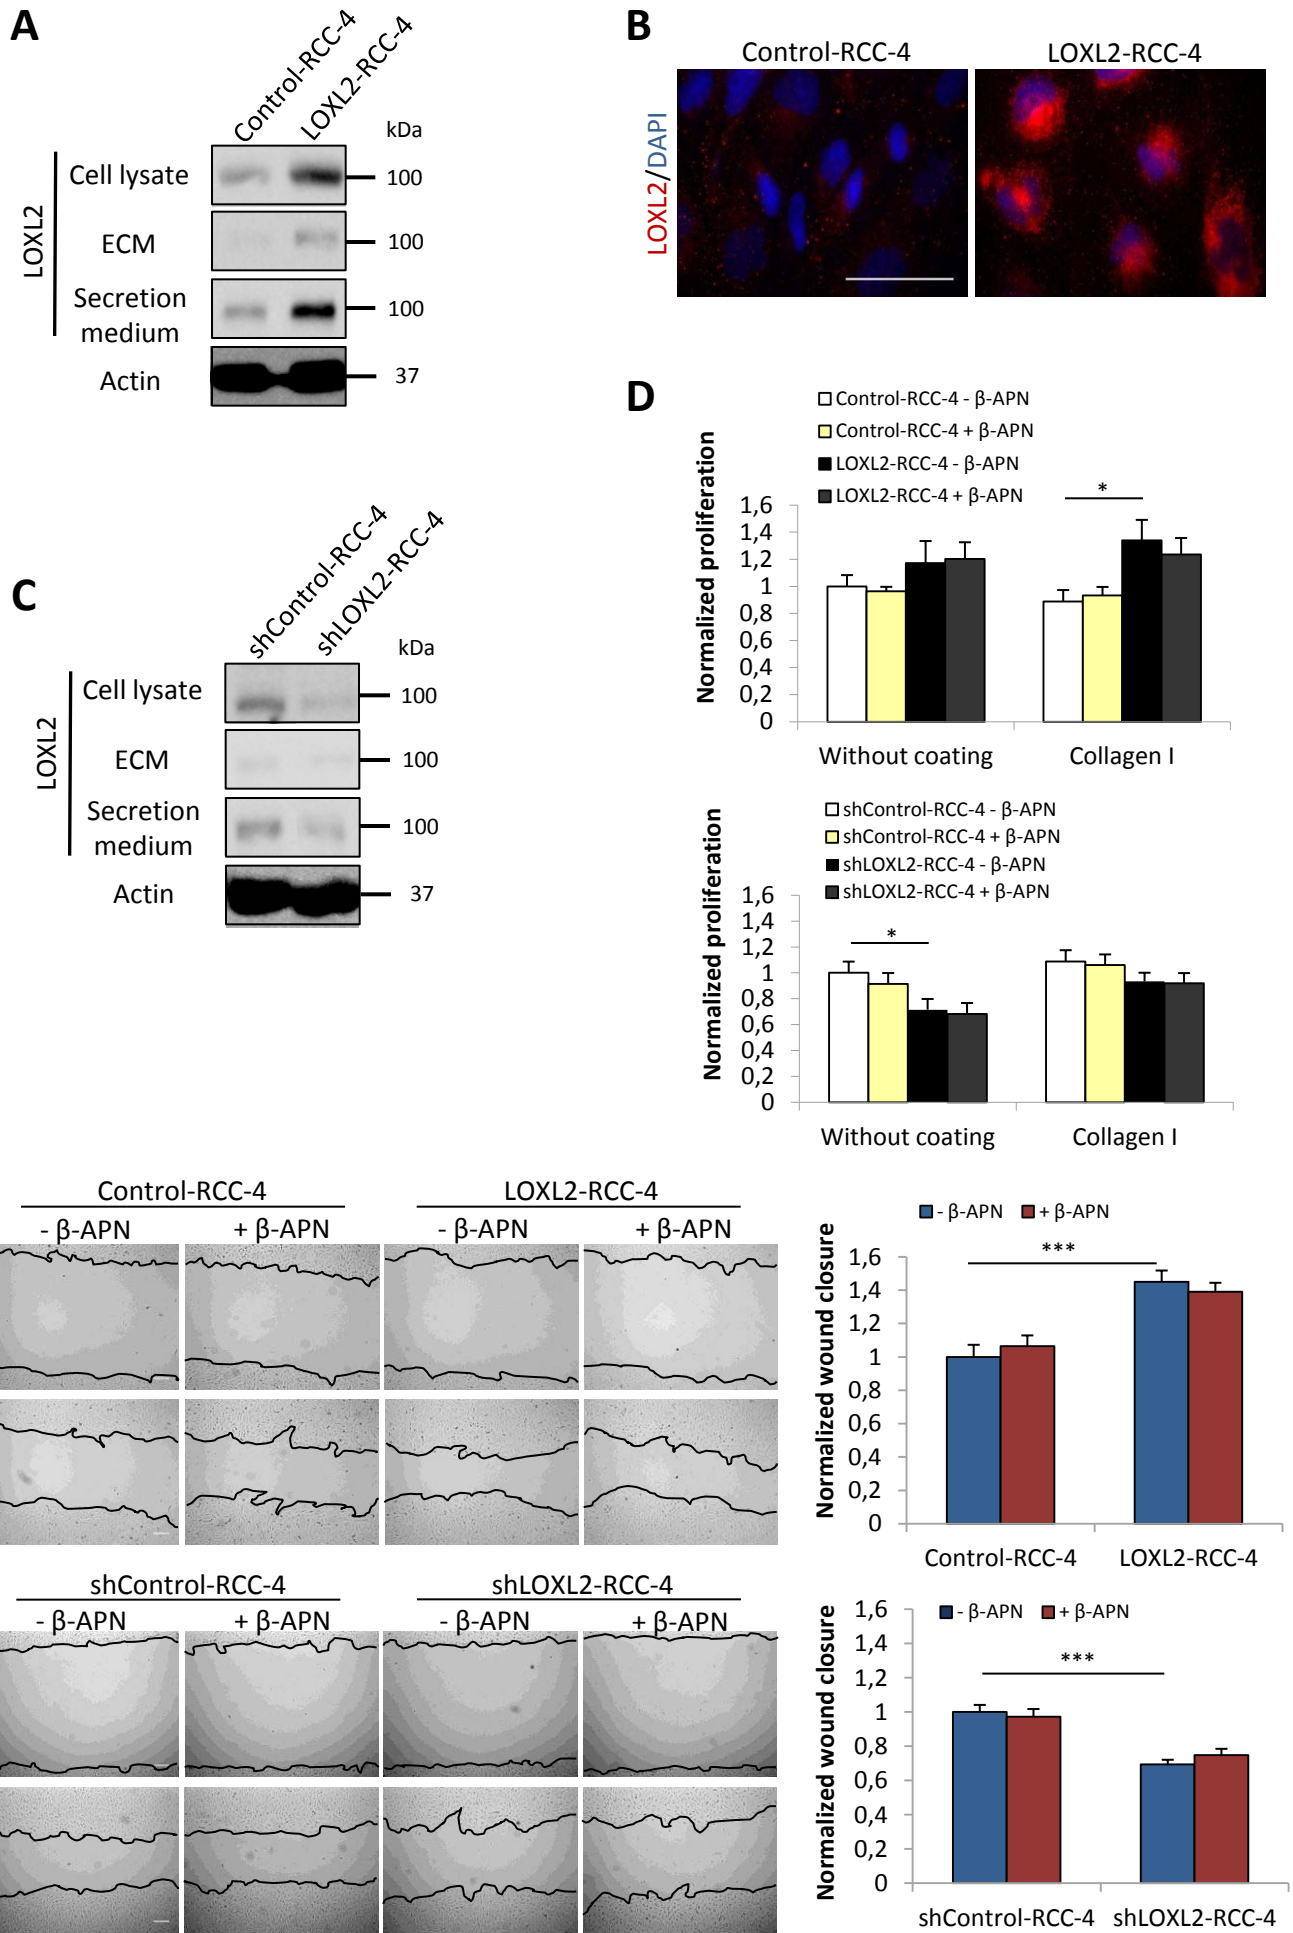 A
Control-RCC-4
LOXL2-RCC-4
kDa
LOXL2
Cell lysate
100
ECM
100
Secretion
medium
100
Actin
37
B
Control-RCC-4
LOXL2-RCC-4
LOXL2/DAPI
C
shControl-RCC-4
shLOXL2-RCC-4
kDa
LOXL2
Cell lysate
100
ECM
100
Secretion
medium
100
Actin
37
D
Control-RCC-4 - β-APN
Control-RCC-4 + β-APN
LOXL2-RCC-4 - β-APN
LOXL2-RCC-4 + β-APN
Normalized proliferation
1,6
1,4
1,2
1
0,8
0,6
0,4
0,2
0
*
Without coating
Collagen I
shControl-RCC-4 - β-APN
shControl-RCC-4 + β-APN
shLOXL2-RCC-4 - β-APN
shLOXL2-RCC-4 + β-APN
Normalized proliferation
1,6
1,4
1,2
1
0,8
0,6
0,4
0,2
0
*
Without coating
Collagen I
Control-RCC-4
LOXL2-RCC-4
- β-APN
+ β-APN
- β-APN
+ β-APN
- β-APN
+ β-APN
Normalized wound closure
1,6
1,4
1,2
1
0,8
0,6
0,4
0,2
0
***
Control-RCC-4
LOXL2-RCC-4
shControl-RCC-4
shLOXL2-RCC-4
- β-APN
+ β-APN
- β-APN
+ β-APN
- β-APN
+ β-APN
Normalized wound closure
1,6
1,4
1,2
1
0,8
0,6
0,4
0,2
0
***
shControl-RCC-4
shLOXL2-RCC-4